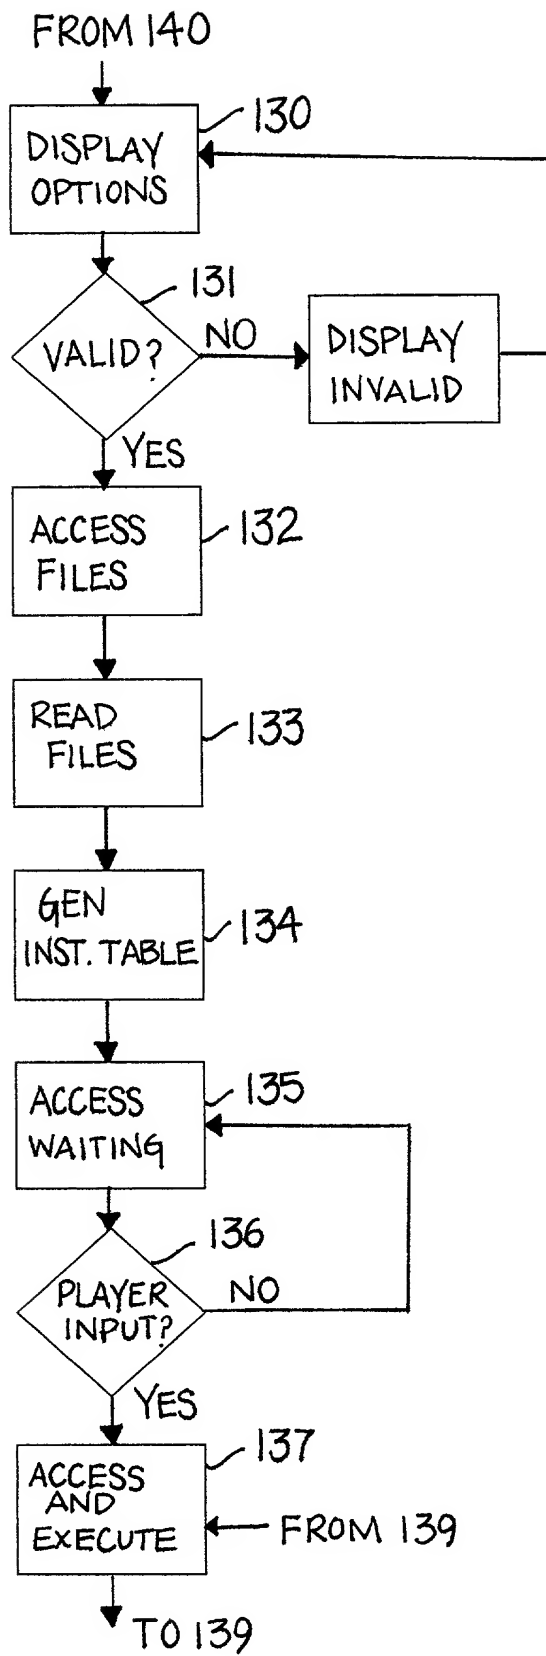 FROM 140
130
DISPLAY
OPTIONS
131
VALID?
NO
DISPLAY
INVALID
YES
ACCESS
FILES
132
READ
FILES
133
GEN
INST. TABLE
134
ACCESS
WAITING
135
136
PLAYER
INPUT?
NO
YES
137
ACCESS
AND
EXECUTE
FROM 139
TO 139